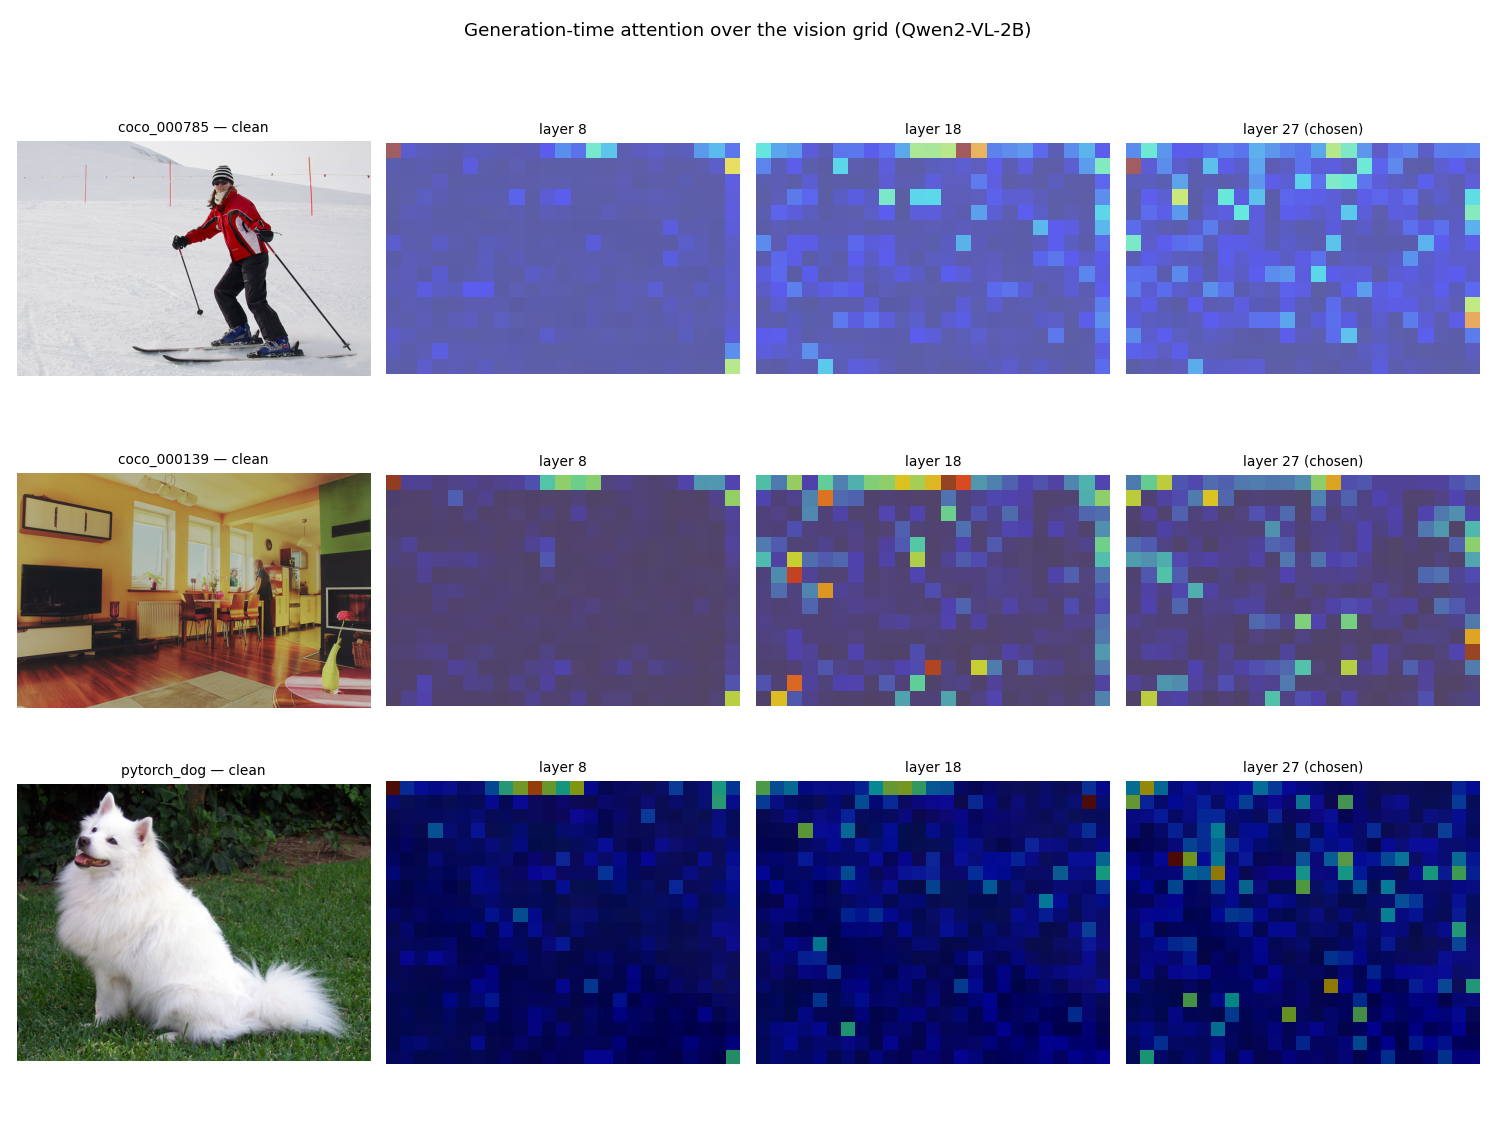 Generation-time attention over the vision grid (Qwen2-VL-2B)
coco_000785 — clean
layer 8
layer 18
layer 27 (chosen)
coco_000139 — clean
layer 8
layer 18
layer 27 (chosen)
pytorch_dog — clean
layer 8
layer 18
layer 27 (chosen)